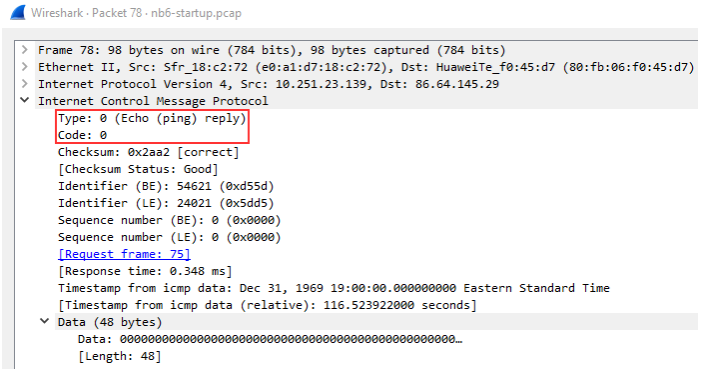 Wireshark · Packet 78 · nb6-startup.pcap
Frame 78: 98 bytes on wire (784 bits), 98 bytes captured (784 bits)
Ethernet II, Src: Sfr_18:c2:72 (e0:a1:d7:18:c2:72), Dst: HuaweiTe_f0:45:d7 (80:fb:06:f0:45:d7)
Internet Protocol Version 4, Src: 10.251.23.139, Dst: 86.64.145.29
Internet Control Message Protocol
Type: 0 (Echo (ping) reply)
Code: 0
Checksum: 0x2aa2 [correct]
[Checksum Status: Good]
Identifier (BE): 54621 (0xd55d)
Identifier (LE): 24021 (0x5dd5)
Sequence number (BE): 0 (0x0000)
Sequence number (LE): 0 (0x0000)
[Request frame: 75]
[Response time: 0.348 ms]
Timestamp from icmp data: Dec 31, 1969 19:00:00.000000000 Eastern Standard Time
[Timestamp from icmp data (relative): 116.523922000 seconds]
Data (48 bytes)
Data: 000000000000000000000000000000000000000000000000…
[Length: 48]